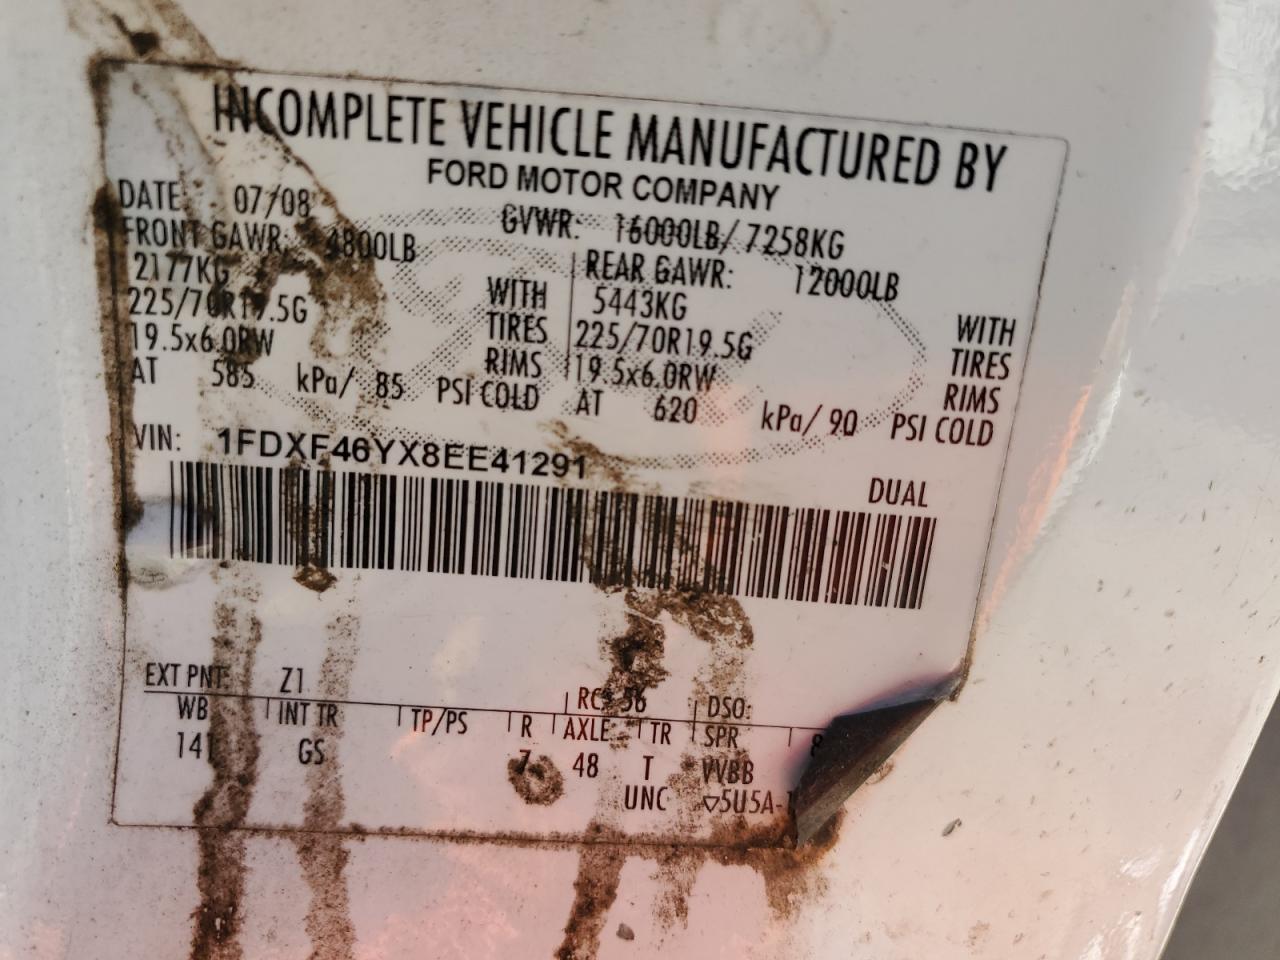 INCOMPLETE VEHICLE MANUFACTURED BY
FORD MOTOR COMPANY
DATE: 07/08 GVWR: 16000LB/ 7258KG
FRONT GAWR: 4800LB REAR GAWR: 12000LB
2177KG WITH 5443KG WITH
225/70R19.5G TIRES 225/70R19.5G TIRES
19.5x6.0RW RIMS 19.5x6.0RW RIMS
AT 585 kPa/ 85 PSI COLD AT 620 kPa/ 90 PSI COLD
VIN: 1FDXF46YX8EE41291
DUAL
EXT PNT: Z1 RC: 56 DSO:
WB INT TR TP/PS R AXLE TR SPR
141 GS 7 48 T VVBB
UNC ▽5U5A-